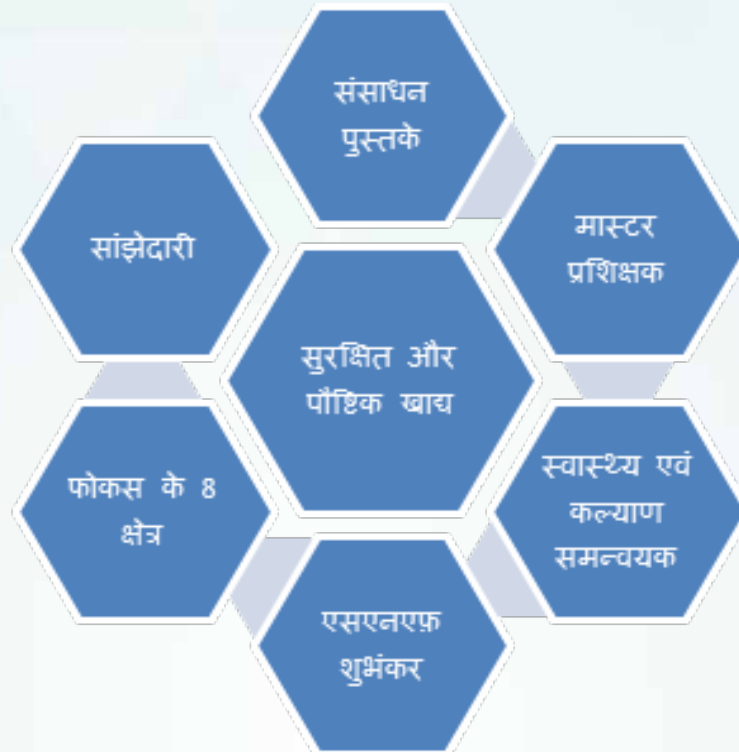 संसाधन
पुस्तके
मास्टर
प्रशिक्षक
सांझेदारी
सुरक्षित और
पौष्टिक खाद्य
स्वास्थ्य एवं
कल्याण
समन्वयक
फोकस के 8
क्षेत्र
एसएनएफ़
शुभंकर